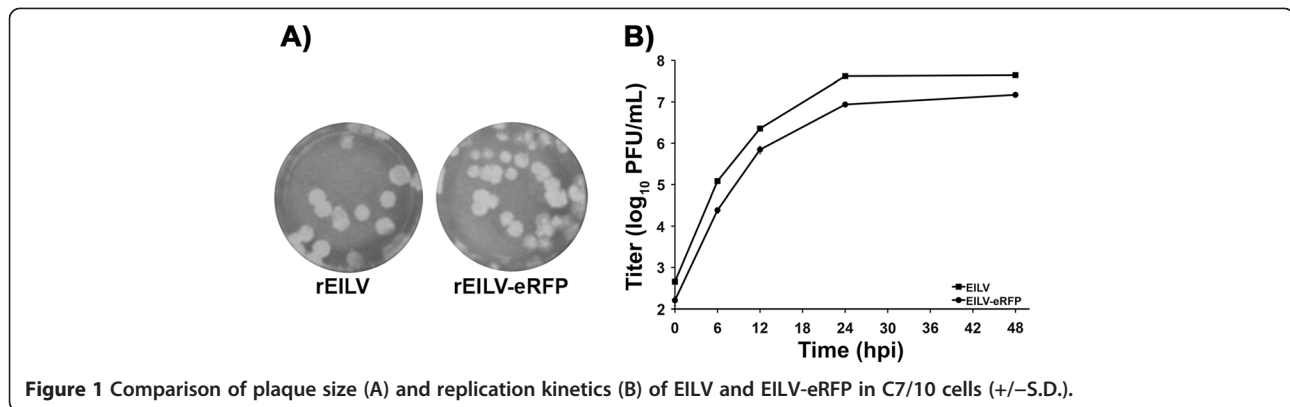 A)
rEILV
rEILV-eRFP
B)
Titer (log10 PFU/mL)
8
7
6
5
4
3
2
0 6 12 18 24 30 36 42 48
Time (hpi)
EILV
EILV-eRFP
Figure 1 Comparison of plaque size (A) and replication kinetics (B) of EILV and EILV-eRFP in C7/10 cells (+/−S.D.).